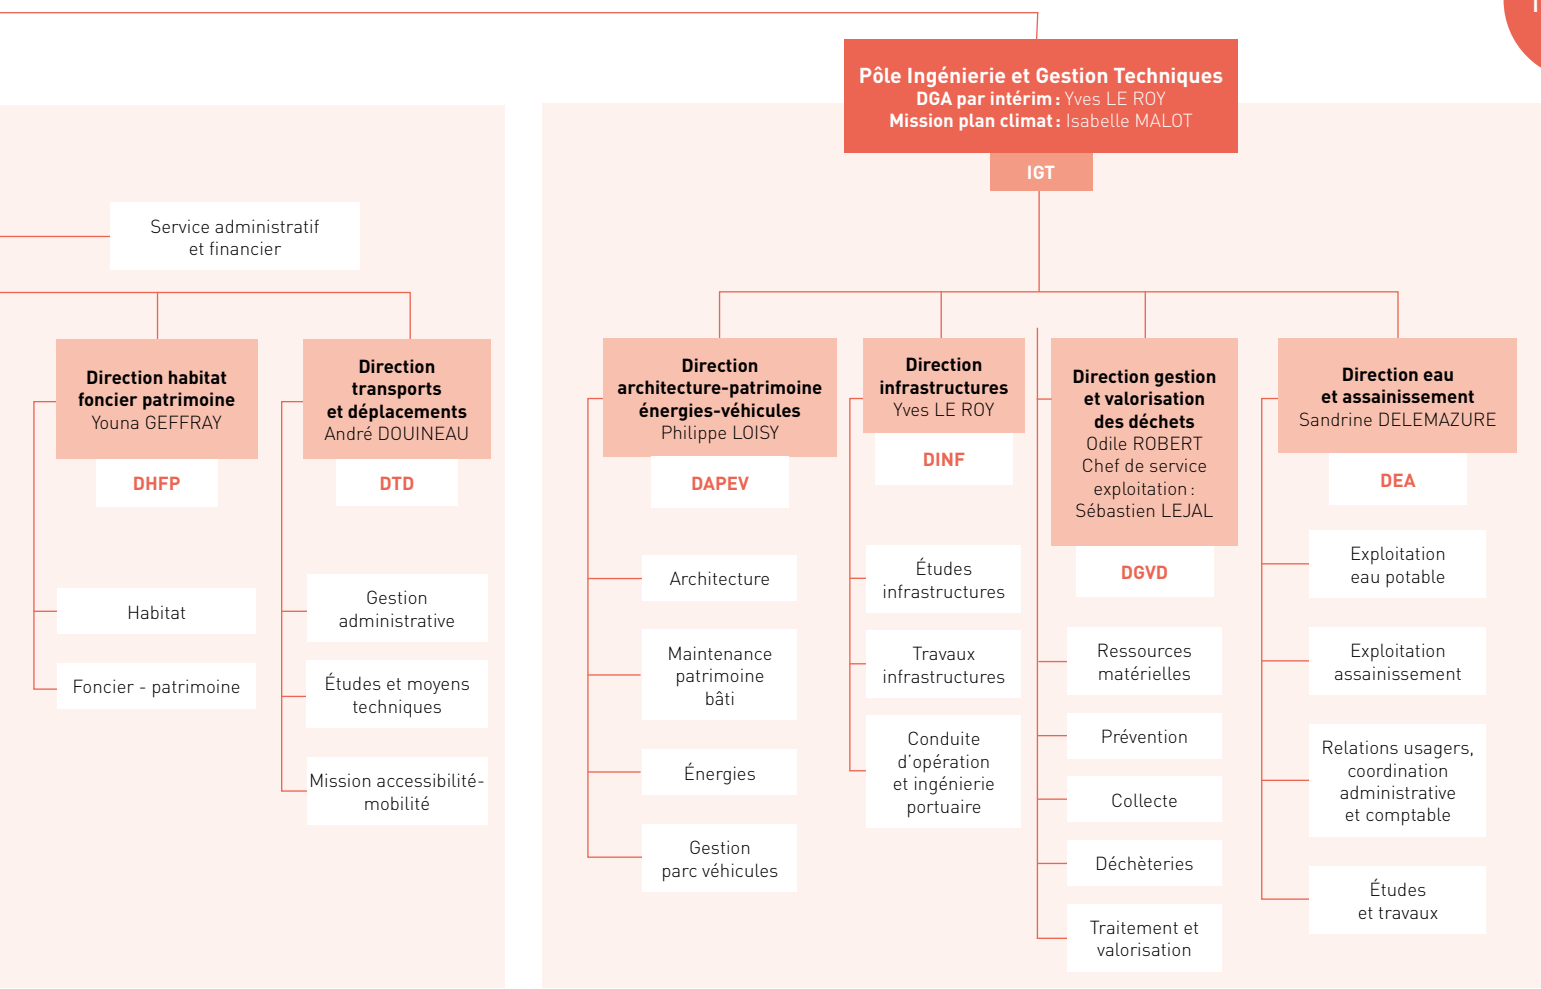 Pôle Ingénierie et Gestion Techniques
DGA par intérim : Yves LE ROY
Mission plan climat : Isabelle MALOT
IGT
Service administratif
et financier
Direction habitat
foncier patrimoine
Youna GEFFRAY
DHFP
Habitat
Foncier - patrimoine
Direction
transports
et déplacements
André DOUINEAU
DTD
Gestion
administrative
Études et moyens
techniques
Mission accessibilité-
mobilité
Direction
architecture-patrimoine
énergies-véhicules
Philippe LOISY
DAPEV
Architecture
Maintenance
patrimoine
bâti
Énergies
Gestion
parc véhicules
Direction
infrastructures
Yves LE ROY
DINF
Études
infrastructures
Travaux
infrastructures
Conduite
d'opération
et ingénierie
portuaire
Direction gestion
et valorisation
des déchets
Odile ROBERT
Chef de service
exploitation :
Sébastien LEJAL
DGVD
Ressources
matérielles
Prévention
Collecte
Déchèteries
Traitement et
valorisation
Direction eau
et assainissement
Sandrine DELEMAZURE
DEA
Exploitation
eau potable
Exploitation
assainissement
Relations usagers,
coordination
administrative
et comptable
Études
et travaux